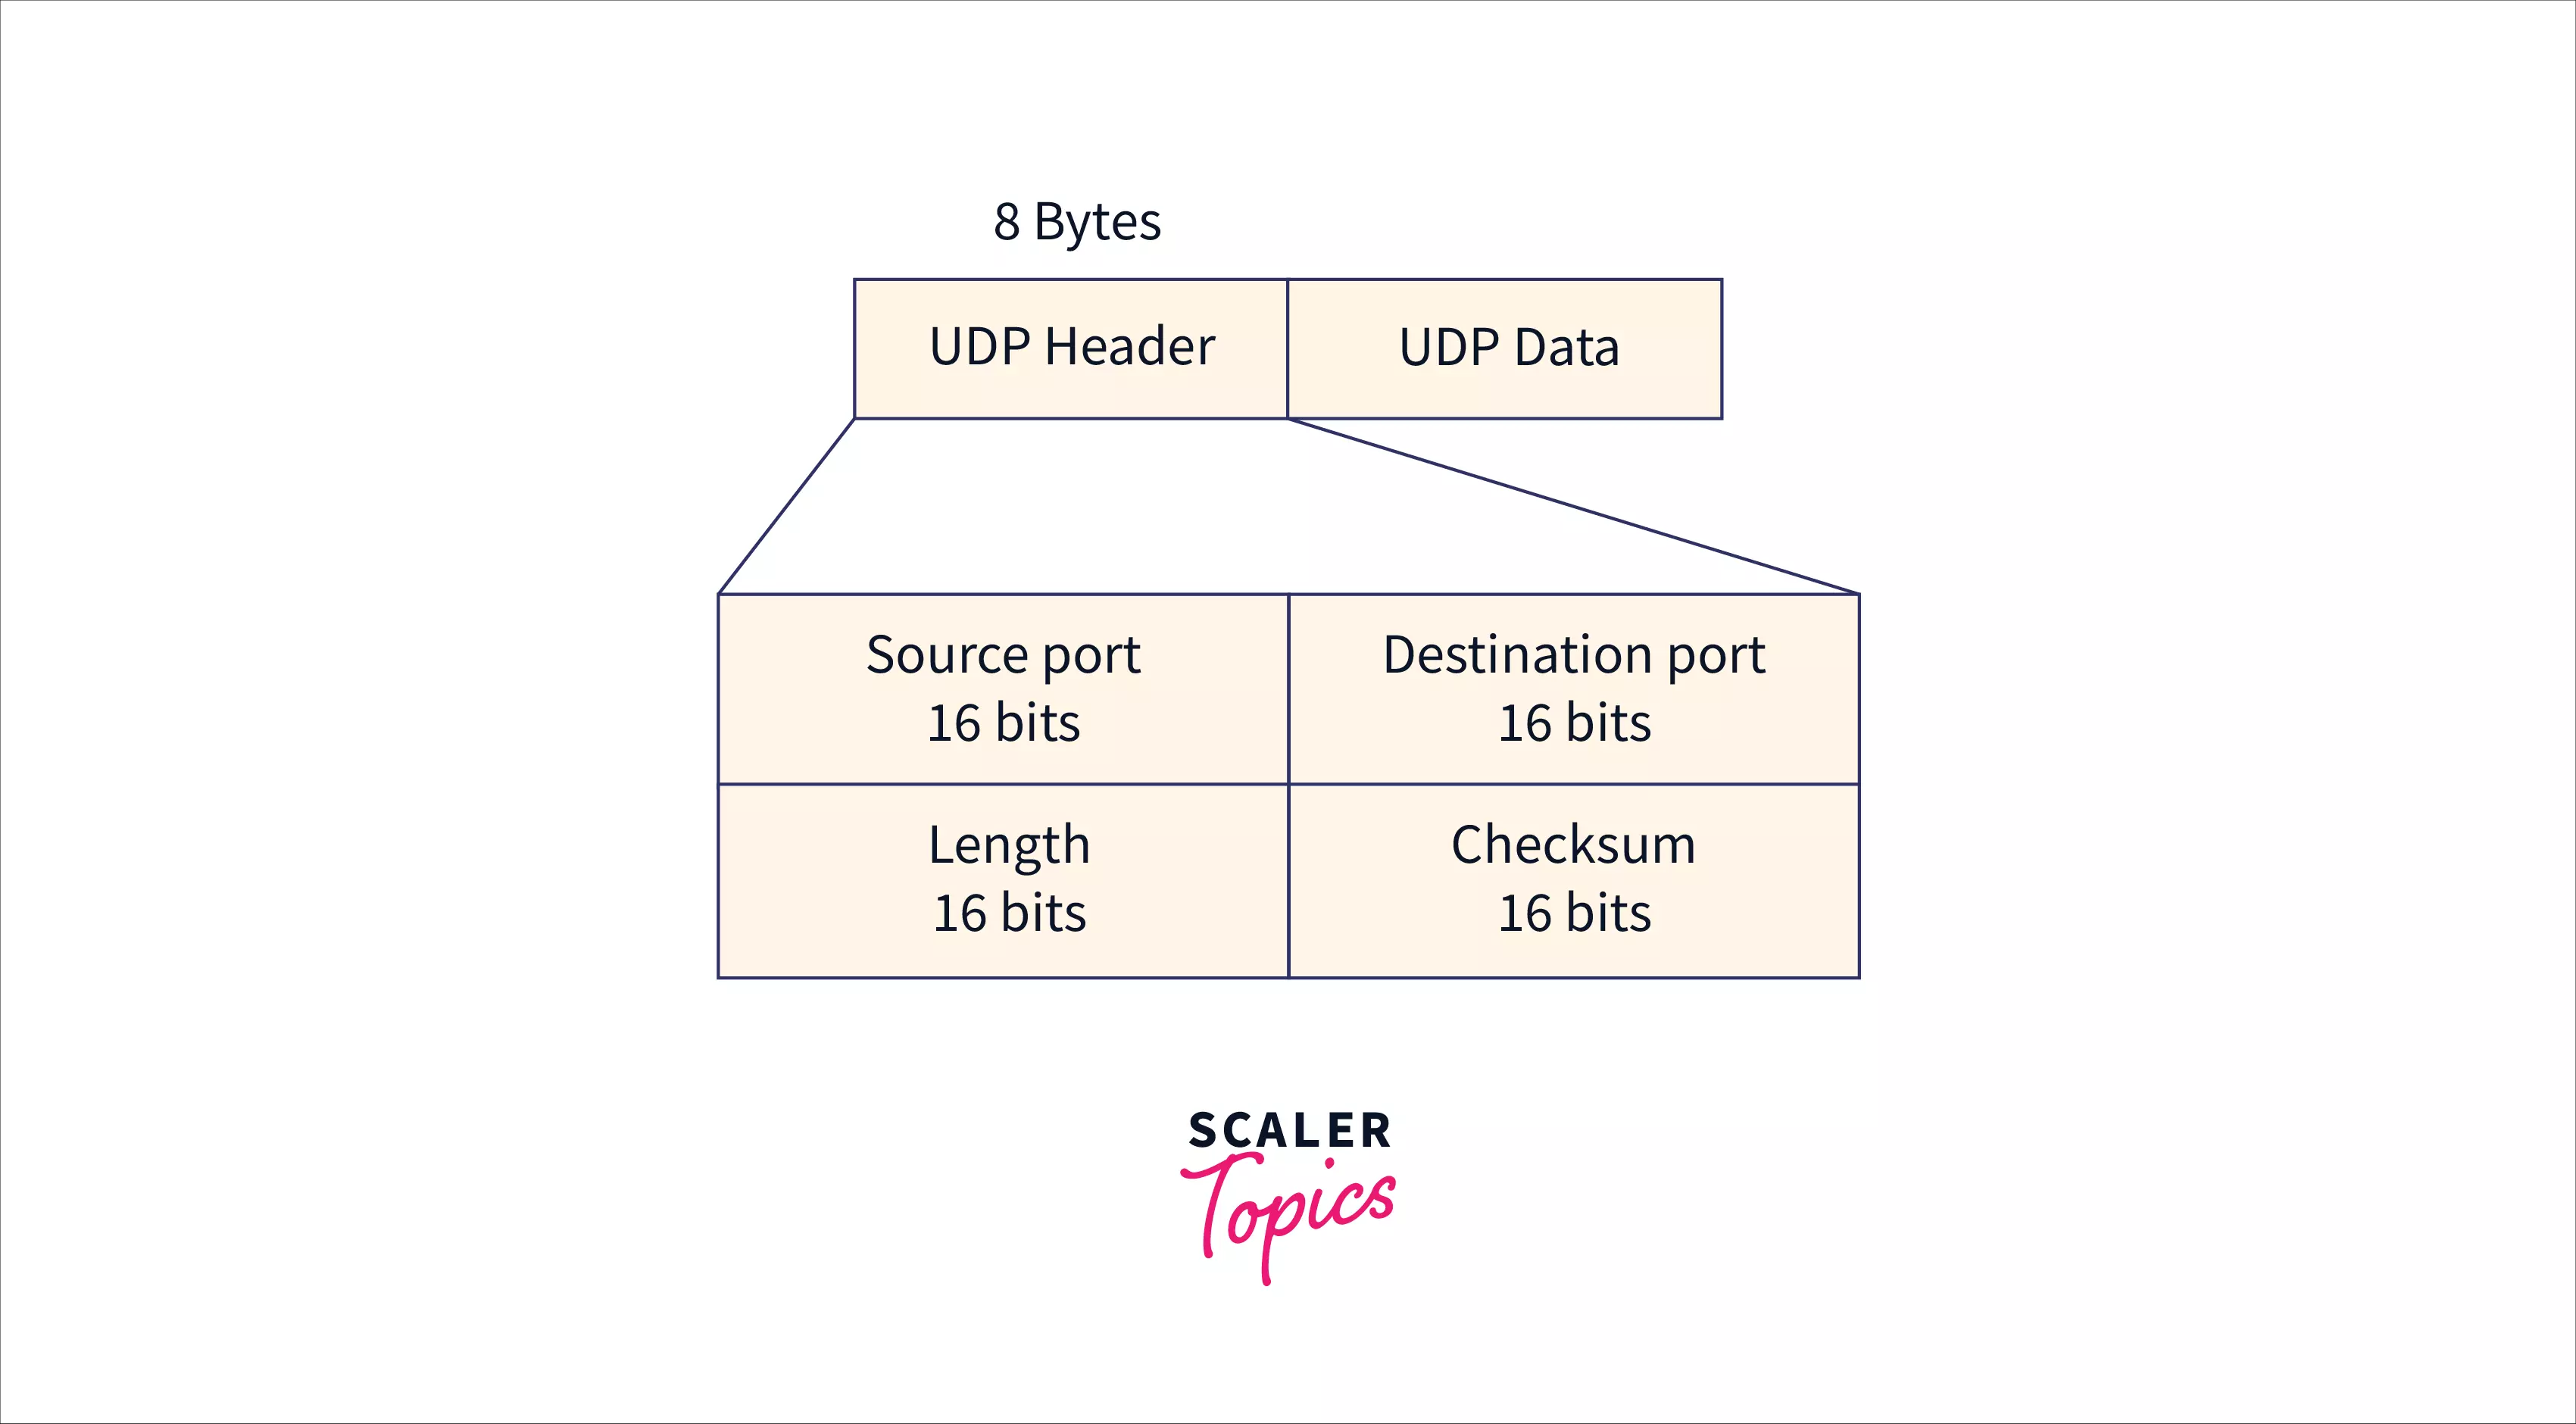 8 Bytes
UDP Header
UDP Data
Source port
16 bits
Destination port
16 bits
Length
16 bits
Checksum
16 bits
SCALER
Topics